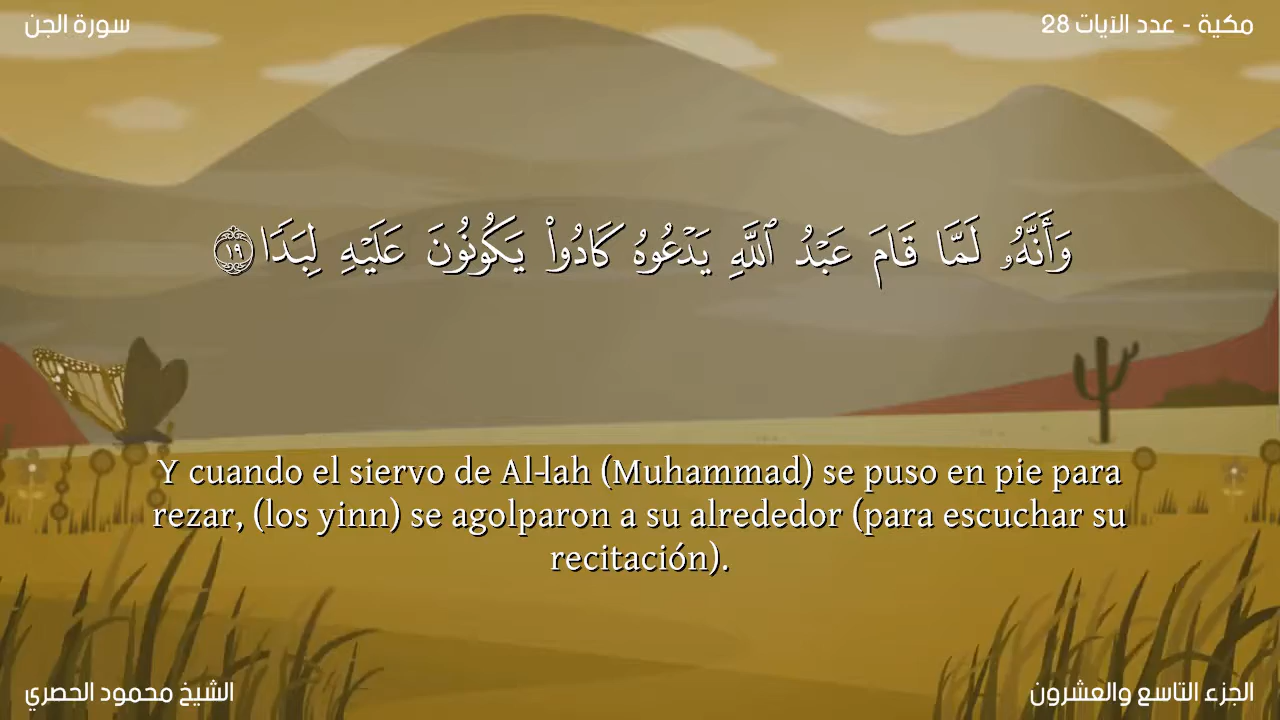 سورة الجن
مكية - عدد الآيات 28
وَأَنَّهُۥ لَمَّا قَامَ عَبْدُ ٱللَّهِ يَدْعُوهُ كَادُوا۟ يَكُونُونَ عَلَيْهِ لِبَدًا ١٩
Y cuando el siervo de Al-lah (Muhammad) se puso en pie para
rezar, (los yinn) se agolparon a su alrededor (para escuchar su
recitación).
الشيخ محمود الحصري
الجزء التاسع والعشرون